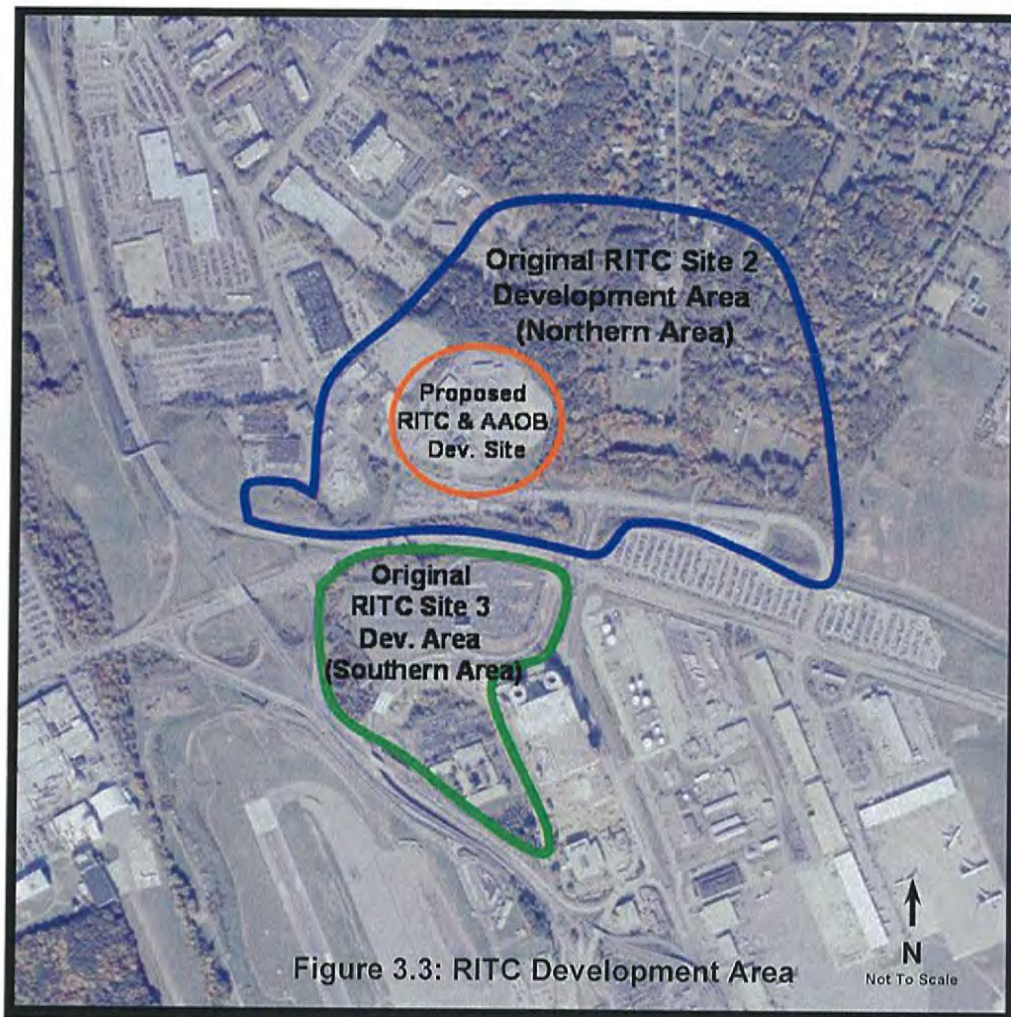 Original RITC Site 2
Development Area
(Northern Area)
Proposed
RITC & AAOB
Dev. Site
Original
RITC Site 3
Dev. Area
(Southern Area)
Figure 3.3: RITC Development Area
N
Not To Scale